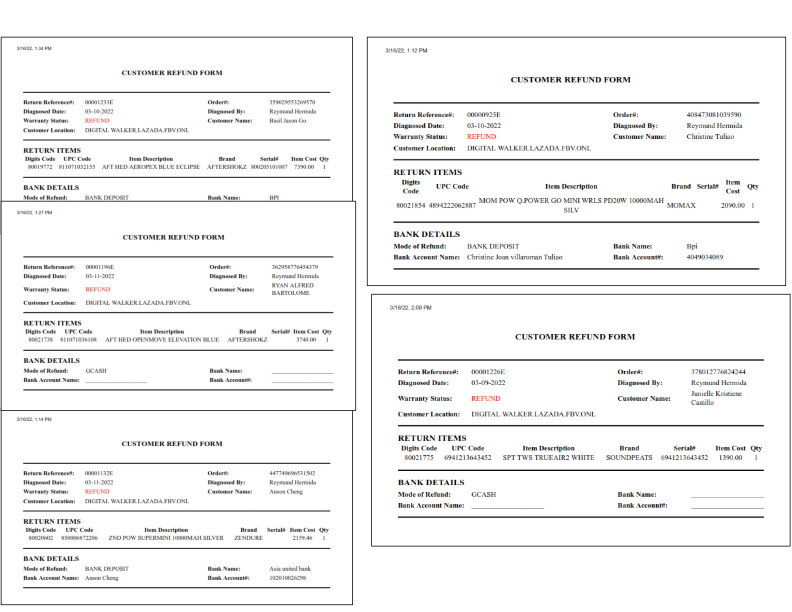 3/16/22, 1:34 PM
CUSTOMER REFUND FORM
Return Reference#: 00001233E Order#: 359029553269570
Diagnosed Date: 03-10-2022 Diagnosed By: Reymund Hermida
Warranty Status: REFUND Customer Name: Basil Jason Go
Customer Location: DIGITAL WALKER.LAZADA.FBV.ONL
RETURN ITEMS
Digits Code UPC Code Item Description Brand Serial# Item Cost Qty
80019772 811071032155 AFT HED AEROPEX BLUE ECLIPSE AFTERSHOKZ 800205101007 7390.00 1
BANK DETAILS
Mode of Refund: BANK DEPOSIT Bank Name: BPI
3/16/22, 1:27 PM
CUSTOMER REFUND FORM
Return Reference#: 00001196E Order#: 362958776454379
Diagnosed Date: 03-11-2022 Diagnosed By: Reymund Hermida
Warranty Status: REFUND Customer Name: RYAN ALFRED
BARTOLOME
Customer Location: DIGITAL WALKER.LAZADA.FBV.ONL
RETURN ITEMS
Digits Code UPC Code Item Description Brand Serial# Item Cost Qty
80021738 811071036108 AFT HED OPENMOVE ELEVATION BLUE AFTERSHOKZ 3740.00 1
BANK DETAILS
Mode of Refund: GCASH Bank Name:
Bank Account Name: Bank Account#:
3/16/22, 1:14 PM
CUSTOMER REFUND FORM
Return Reference#: 00001132E Order#: 447749696531502
Diagnosed Date: 03-11-2022 Diagnosed By: Reymund Hermida
Warranty Status: REFUND Customer Name: Anson Cheng
Customer Location: DIGITAL WALKER.LAZADA.FBV.ONL
RETURN ITEMS
Digits Code UPC Code Item Description Brand Serial# Item Cost Qty
80020602 850006872206 ZND POW SUPERMINI 10000MAH SILVER ZENDURE 2159.46 1
BANK DETAILS
Mode of Refund: BANK DEPOSIT Bank Name: Asia united bank
Bank Account Name: Anson Cheng Bank Account#: 102010026298
3/16/22, 1:12 PM
CUSTOMER REFUND FORM
Return Reference#: 00000925E Order#: 408473081039590
Diagnosed Date: 03-10-2022 Diagnosed By: Reymund Hermida
Warranty Status: REFUND Customer Name: Christine Tuliao
Customer Location: DIGITAL WALKER.LAZADA.FBV.ONL
RETURN ITEMS
Digits
Code UPC Code Item Description Brand Serial# Item
Cost Qty
80021854 4894222062887 MOM POW Q.POWER GO MINI WRLS PD20W 10000MAH
SILV MOMAX 2090.00 1
BANK DETAILS
Mode of Refund: BANK DEPOSIT Bank Name: Bpi
Bank Account Name: Christine Joan villaroman Tuliao Bank Account#: 4049034089
3/16/22, 2:00 PM
CUSTOMER REFUND FORM
Return Reference#: 00001226E Order#: 378012776824244
Diagnosed Date: 03-09-2022 Diagnosed By: Reymund Hermida
Warranty Status: REFUND Customer Name: Junielle Kristiene
Castillo
Customer Location: DIGITAL WALKER.LAZADA.FBV.ONL
RETURN ITEMS
Digits Code UPC Code Item Description Brand Serial# Item Cost Qty
80021775 6941213643452 SPT TWS TRUEAIR2 WHITE SOUNDPEATS 6941213643452 1390.00 1
BANK DETAILS
Mode of Refund: GCASH Bank Name:
Bank Account Name: Bank Account#: